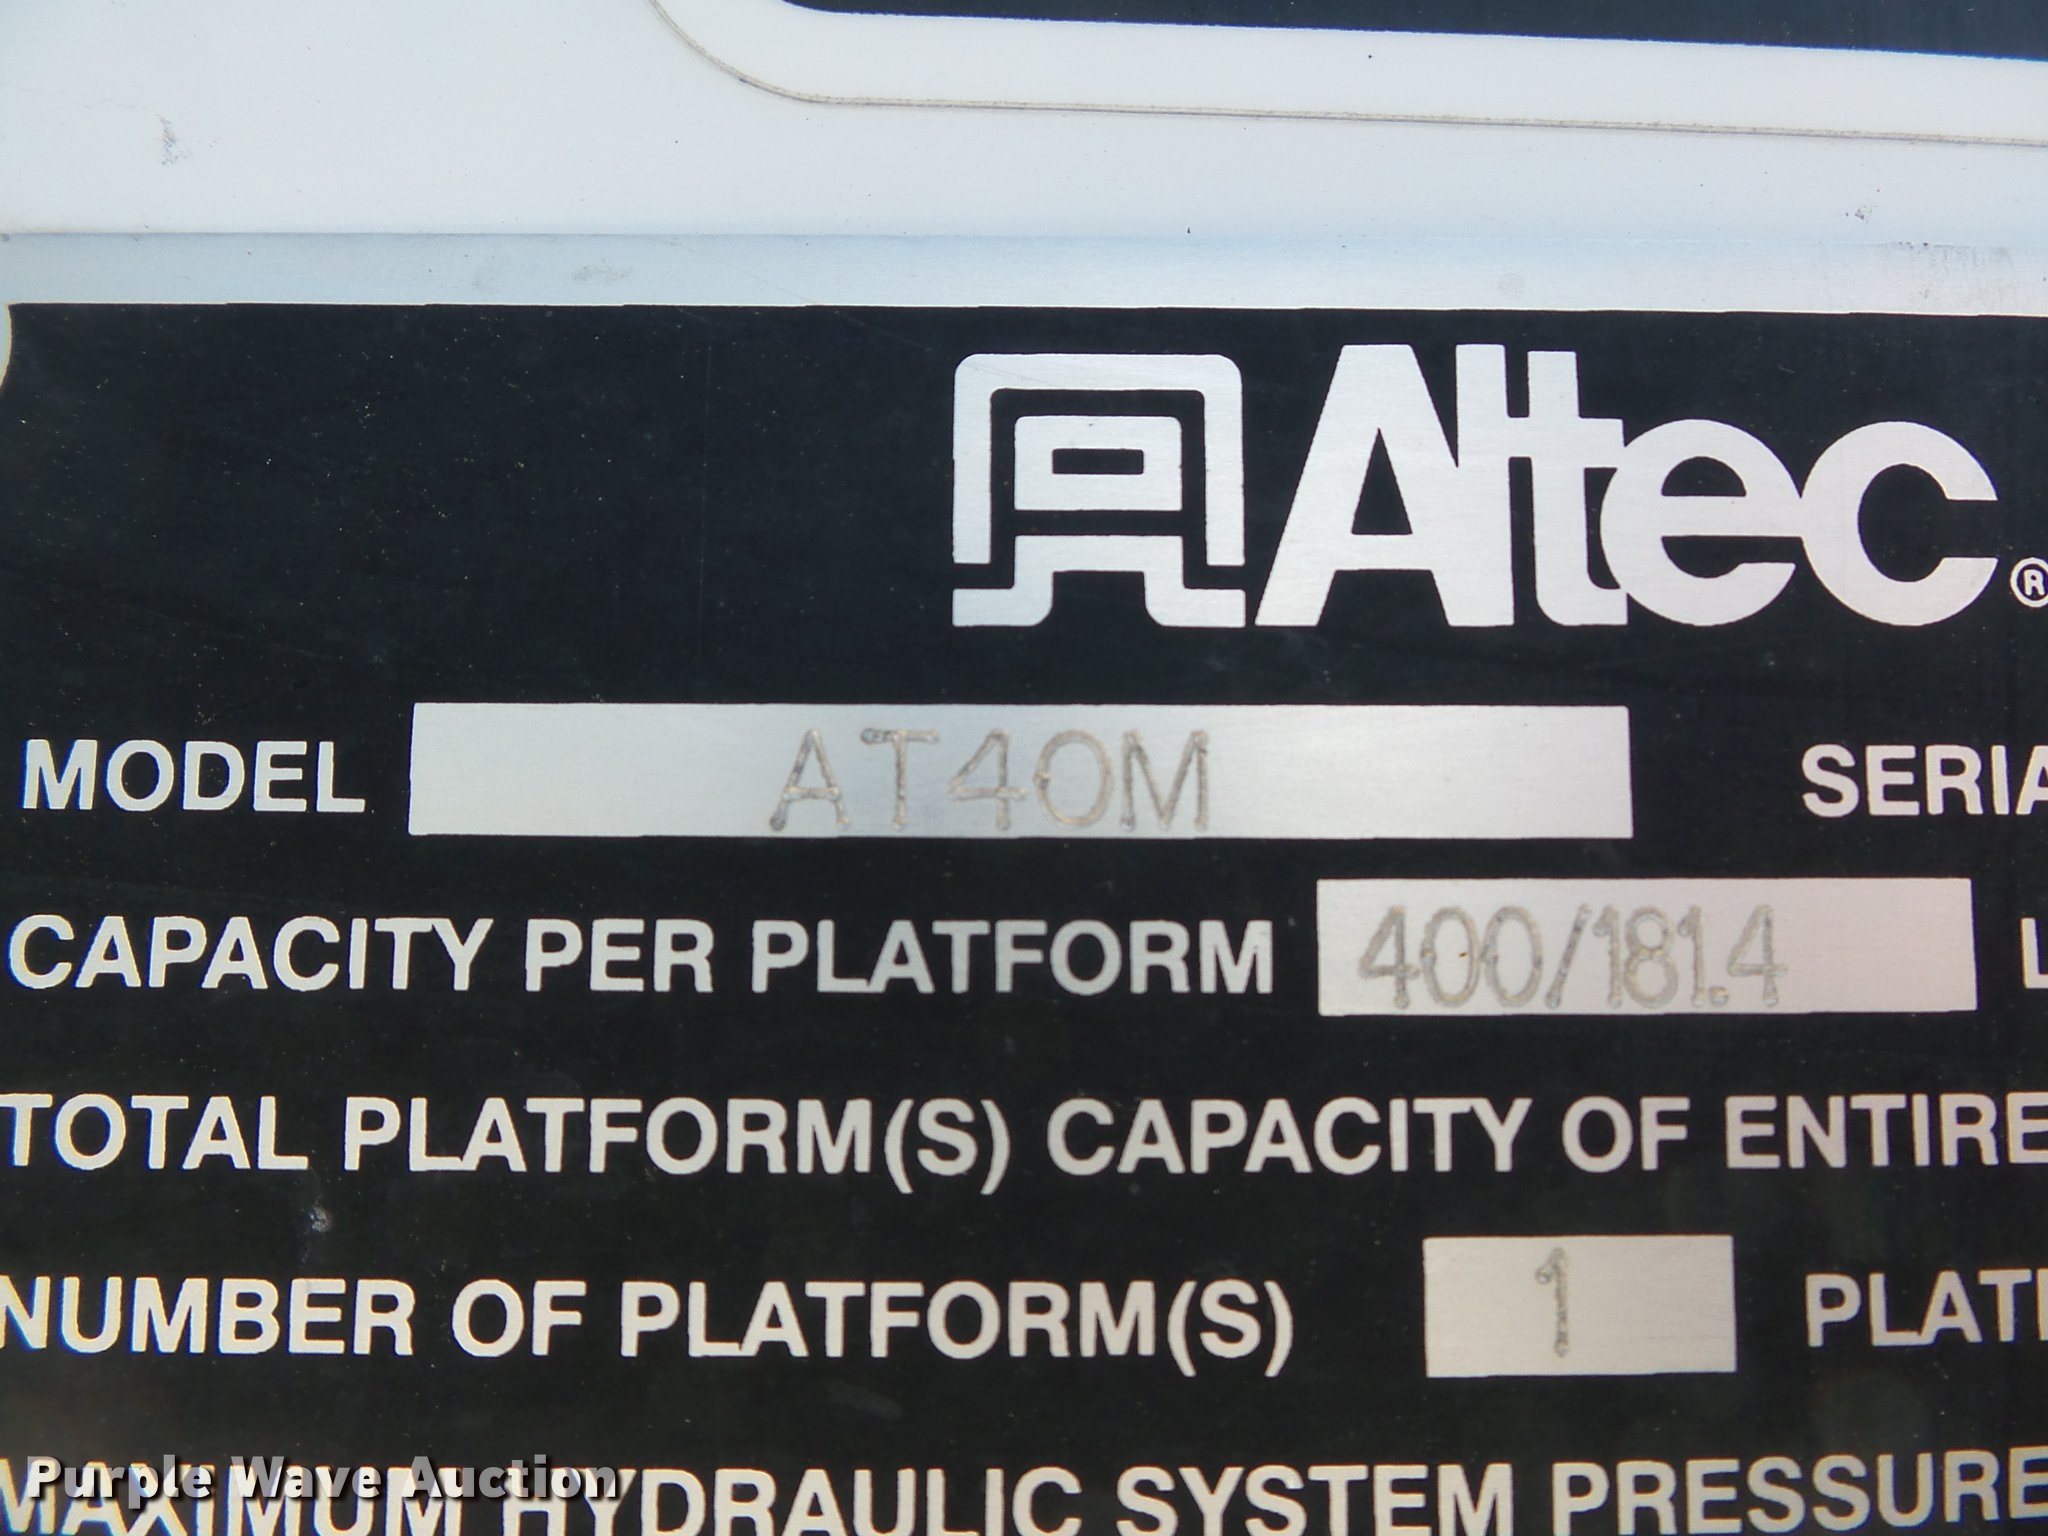 Altec®
MODEL AT40M SERIA
CAPACITY PER PLATFORM 400/181.4 L
TOTAL PLATFORM(S) CAPACITY OF ENTIRE
NUMBER OF PLATFORM(S) 1 PLATF
MAXIMUM HYDRAULIC SYSTEM PRESSURE
Purple Wave Auction